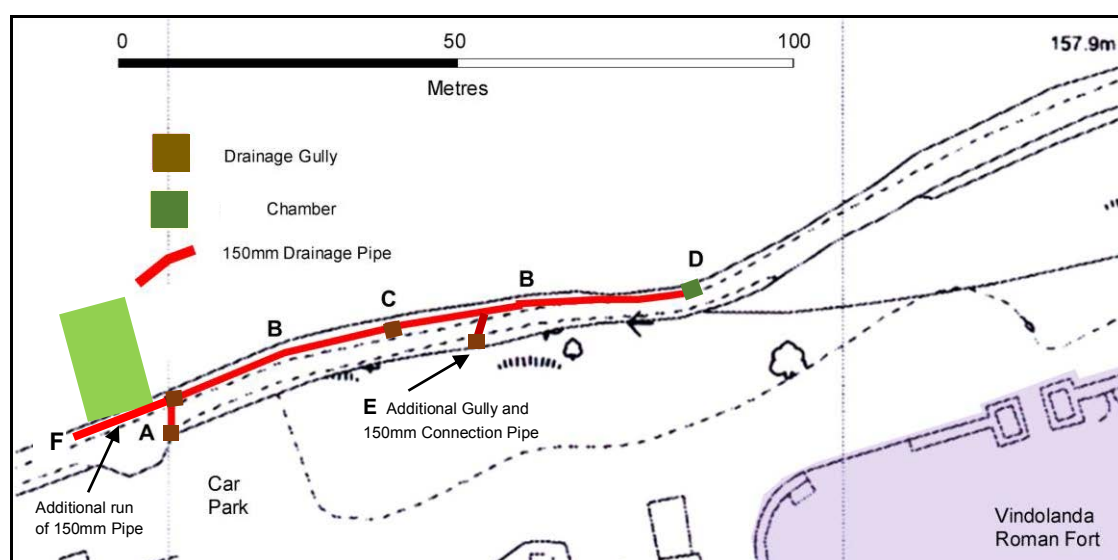 0
50
100
Metres
157.9m
Drainage Gully
Chamber
150mm Drainage Pipe
D
B
C
B
E Additional Gully and
150mm Connection Pipe
F
A
Car
Park
Additional run
of 150mm Pipe
Vindolanda
Roman Fort